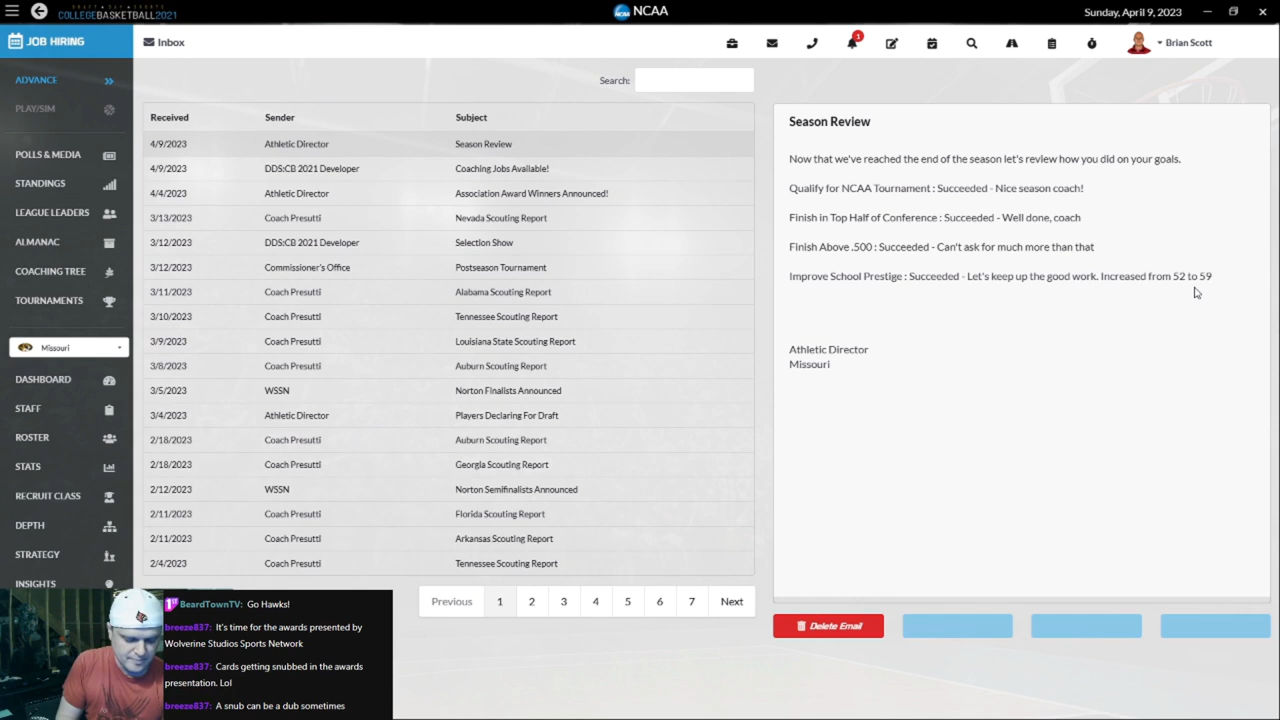 DRAFT DAY SPORTS
COLLEGEBASKETBALL2021
NCAA
Sunday, April 9, 2023
JOB HIRING
Inbox
1
Brian Scott
ADVANCE
PLAY/SIM
POLLS & MEDIA
STANDINGS
LEAGUE LEADERS
ALMANAC
COACHING TREE
TOURNAMENTS
Missouri
DASHBOARD
STAFF
ROSTER
STATS
RECRUIT CLASS
DEPTH
STRATEGY
INSIGHTS
Search:
Received Sender Subject
4/9/2023 Athletic Director Season Review
4/9/2023 DDS:CB 2021 Developer Coaching Jobs Available!
4/4/2023 Athletic Director Association Award Winners Announced!
3/13/2023 Coach Presutti Nevada Scouting Report
3/12/2023 DDS:CB 2021 Developer Selection Show
3/12/2023 Commissioner's Office Postseason Tournament
3/11/2023 Coach Presutti Alabama Scouting Report
3/10/2023 Coach Presutti Tennessee Scouting Report
3/9/2023 Coach Presutti Louisiana State Scouting Report
3/8/2023 Coach Presutti Auburn Scouting Report
3/5/2023 WSSN Norton Finalists Announced
3/4/2023 Athletic Director Players Declaring For Draft
2/18/2023 Coach Presutti Auburn Scouting Report
2/18/2023 Coach Presutti Georgia Scouting Report
2/12/2023 WSSN Norton Semifinalists Announced
2/11/2023 Coach Presutti Florida Scouting Report
2/11/2023 Coach Presutti Arkansas Scouting Report
2/4/2023 Coach Presutti Tennessee Scouting Report
Previous 1 2 3 4 5 6 7 Next
Season Review
Now that we've reached the end of the season let's review how you did on your goals.
Qualify for NCAA Tournament : Succeeded - Nice season coach!
Finish in Top Half of Conference : Succeeded - Well done, coach
Finish Above .500 : Succeeded - Can't ask for much more than that
Improve School Prestige : Succeeded - Let's keep up the good work. Increased from 52 to 59
Athletic Director
Missouri
Delete Email
BeardTownTV: Go Hawks!
breeze837: It's time for the awards presented by
Wolverine Studios Sports Network
breeze837: Cards getting snubbed in the awards
presentation. Lol
breeze837: A snub can be a dub sometimes